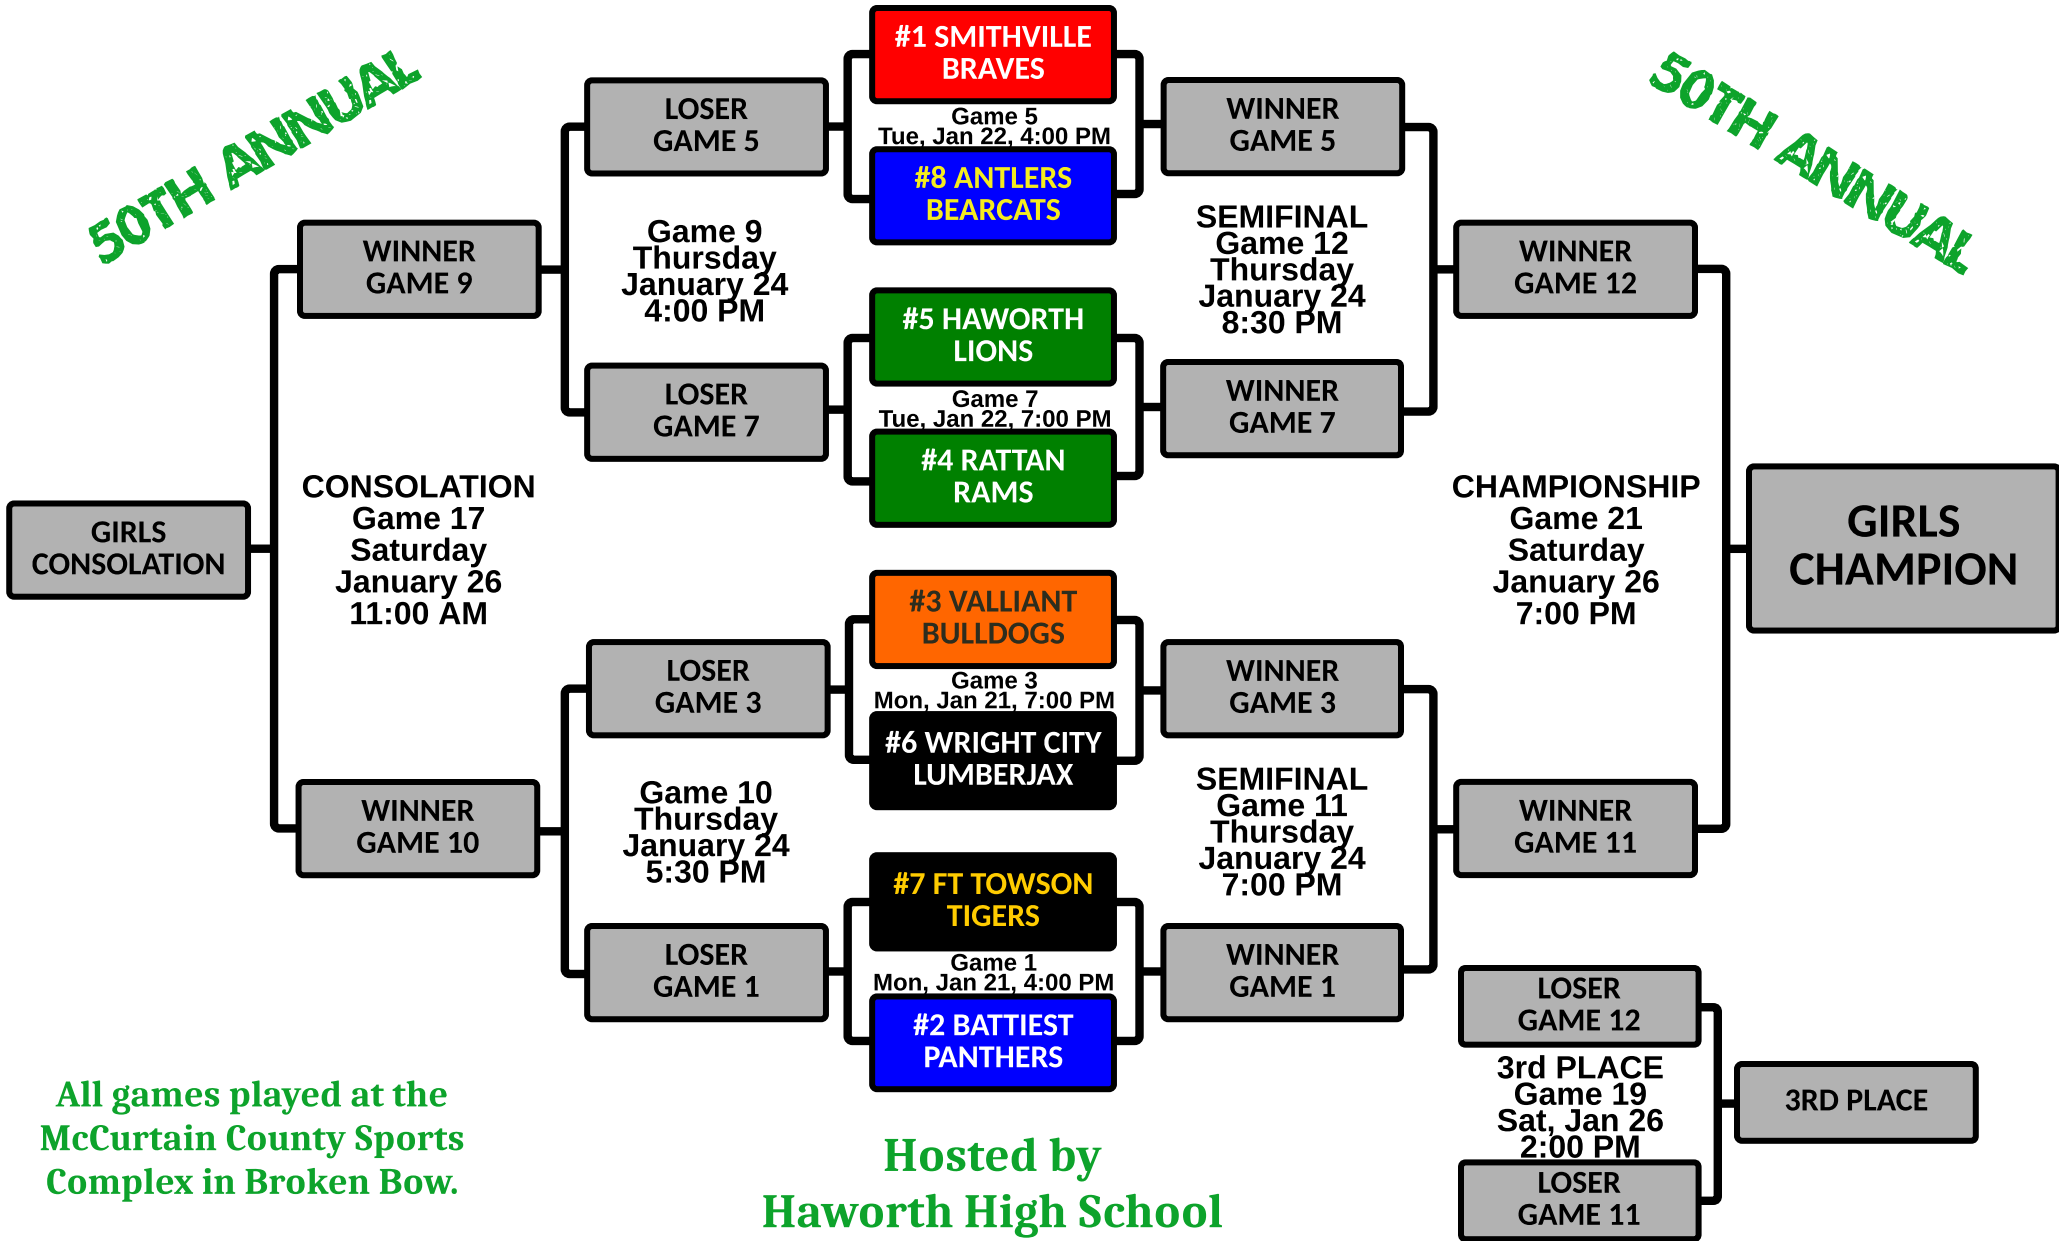 50TH ANNUAL
50TH ANNUAL
#1 SMITHVILLE
BRAVES
Game 5
Tue, Jan 22, 4:00 PM
#8 ANTLERS
BEARCATS
LOSER
GAME 5
WINNER
GAME 5
WINNER
GAME 9
Game 9
Thursday
January 24
4:00 PM
SEMIFINAL
Game 12
Thursday
January 24
8:30 PM
WINNER
GAME 12
#5 HAWORTH
LIONS
Game 7
Tue, Jan 22, 7:00 PM
#4 RATTAN
RAMS
LOSER
GAME 7
WINNER
GAME 7
GIRLS
CONSOLATION
CONSOLATION
Game 17
Saturday
January 26
11:00 AM
CHAMPIONSHIP
Game 21
Saturday
January 26
7:00 PM
GIRLS
CHAMPION
#3 VALLIANT
BULLDOGS
Game 3
Mon, Jan 21, 7:00 PM
#6 WRIGHT CITY
LUMBERJAX
LOSER
GAME 3
WINNER
GAME 3
WINNER
GAME 10
Game 10
Thursday
January 24
5:30 PM
SEMIFINAL
Game 11
Thursday
January 24
7:00 PM
WINNER
GAME 11
#7 FT TOWSON
TIGERS
Game 1
Mon, Jan 21, 4:00 PM
#2 BATTIEST
PANTHERS
LOSER
GAME 1
WINNER
GAME 1
LOSER
GAME 12
3rd PLACE
Game 19
Sat, Jan 26
2:00 PM
LOSER
GAME 11
3RD PLACE
All games played at the
McCurtain County Sports
Complex in Broken Bow.
Hosted by
Haworth High School